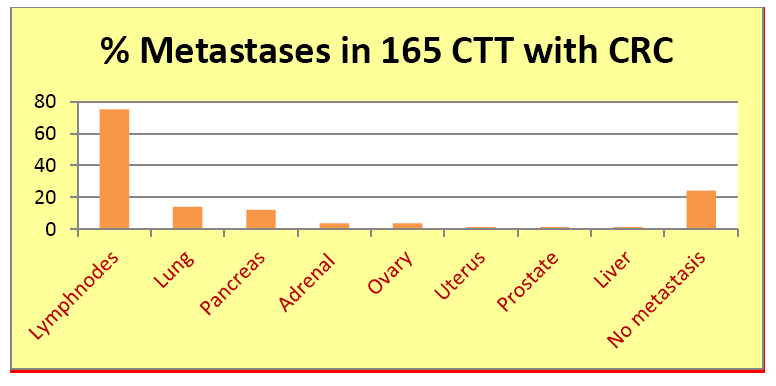 % Metastases in 165 CTT with CRC
80
60
40
20
0
Lymphnodes
Lung
Pancreas
Adrenal
Ovary
Uterus
Prostate
Liver
No metastasis